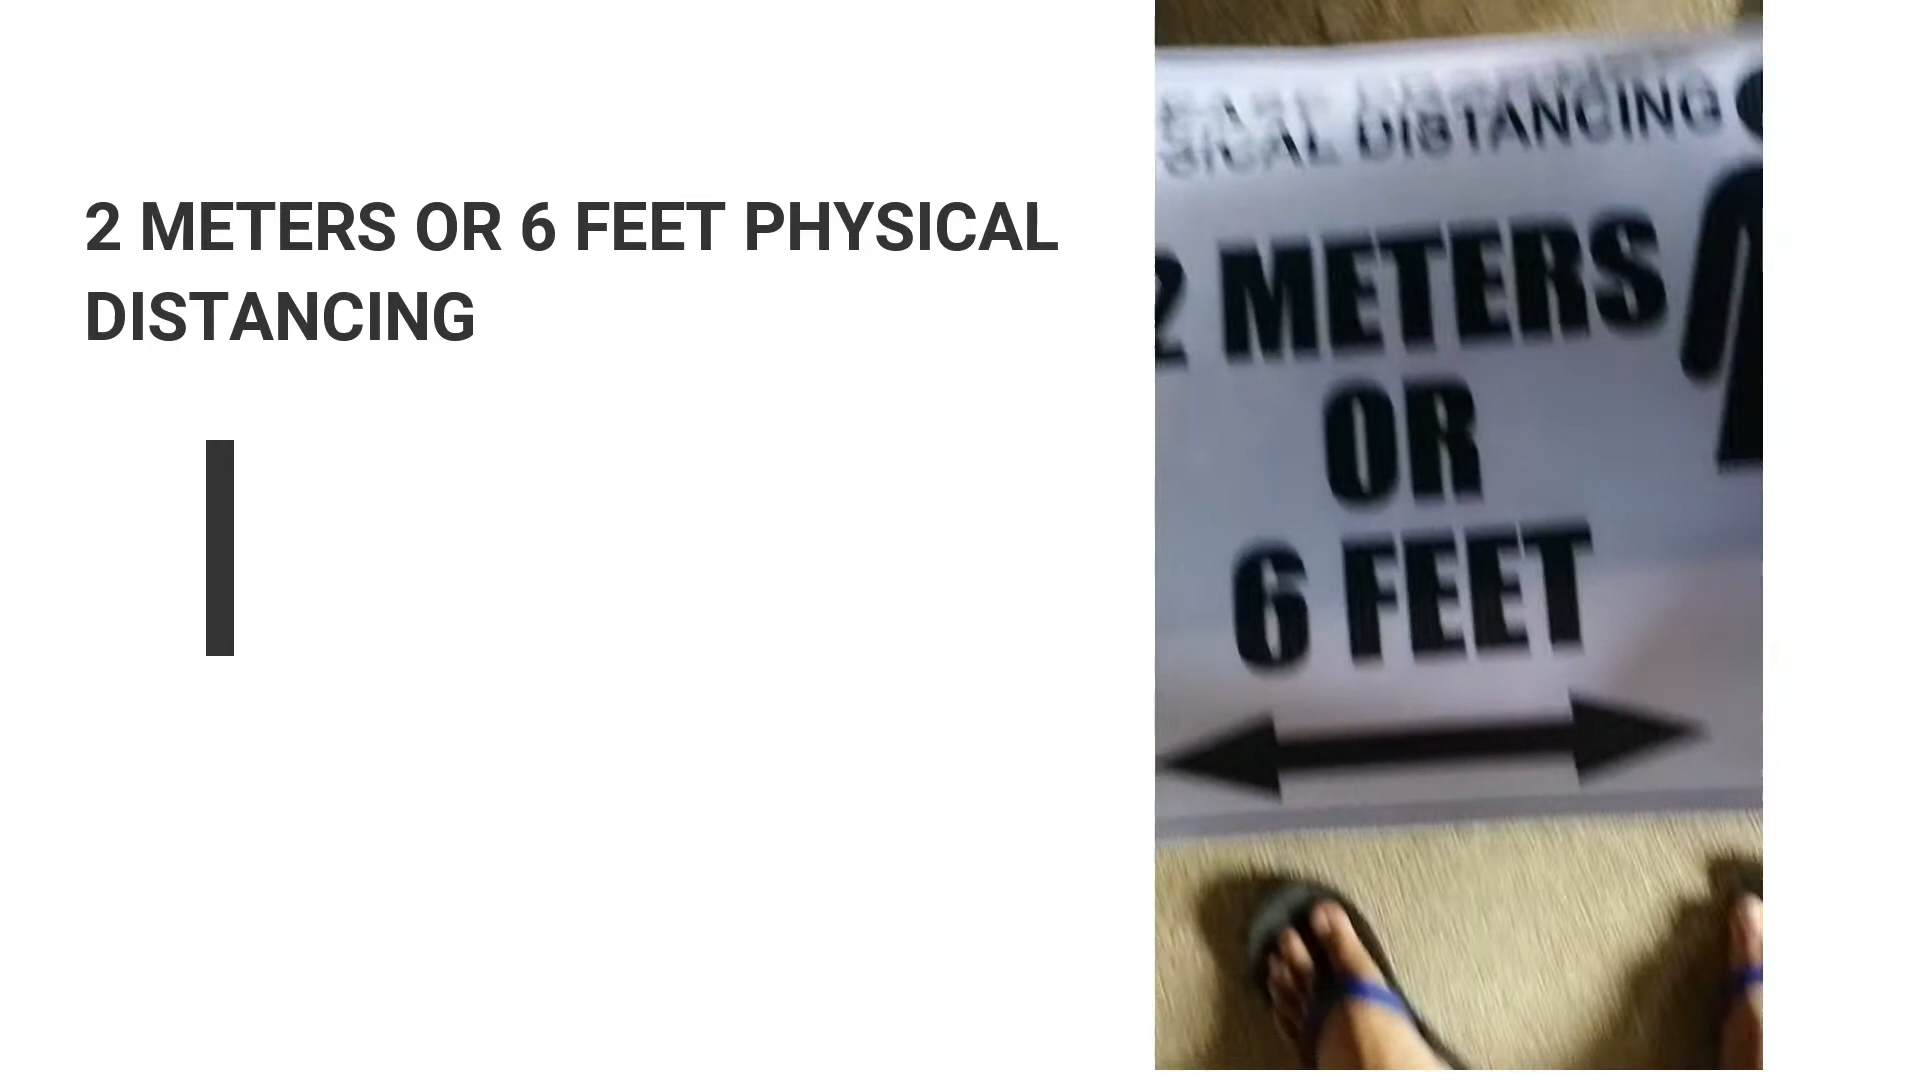 2 METERS OR 6 FEET PHYSICAL
DISTANCING
DISTANCING
2 METERS
OR
6 FEET